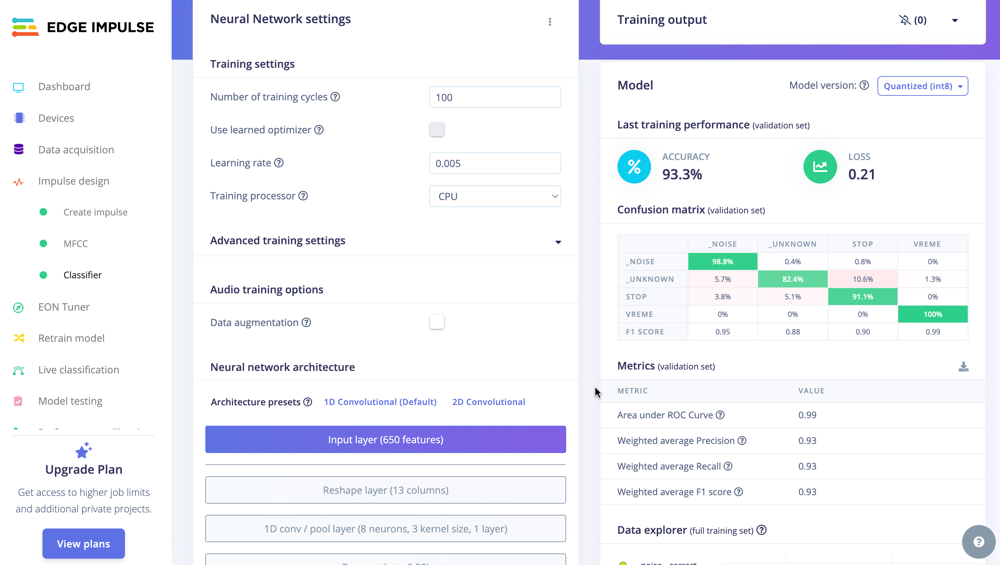 EDGE IMPULSE
Dashboard
Devices
Data acquisition
Impulse design
Create impulse
MFCC
Classifier
EON Tuner
Retrain model
Live classification
Model testing
Upgrade Plan
Get access to higher job limits
and additional private projects.
View plans
Neural Network settings
Training settings
Number of training cycles
100
Use learned optimizer
Learning rate
0.005
Training processor
CPU
Advanced training settings
Audio training options
Data augmentation
Neural network architecture
Architecture presets 1D Convolutional (Default) 2D Convolutional
Input layer (650 features)
Reshape layer (13 columns)
1D conv / pool layer (8 neurons, 3 kernel size, 1 layer)
Training output
(0)
Model
Model version:
Quantized (int8)
Last training performance (validation set)
%
ACCURACY
93.3%
LOSS
0.21
Confusion matrix (validation set)
_NOISE _UNKNOWN STOP VREME
_NOISE 98.8% 0.4% 0.8% 0%
_UNKNOWN 5.7% 82.4% 10.6% 1.3%
STOP 3.8% 5.1% 91.1% 0%
VREME 0% 0% 0% 100%
F1 SCORE 0.95 0.88 0.90 0.99
Metrics (validation set)
METRIC VALUE
Area under ROC Curve 0.99
Weighted average Precision 0.93
Weighted average Recall 0.93
Weighted average F1 score 0.93
Data explorer (full training set)